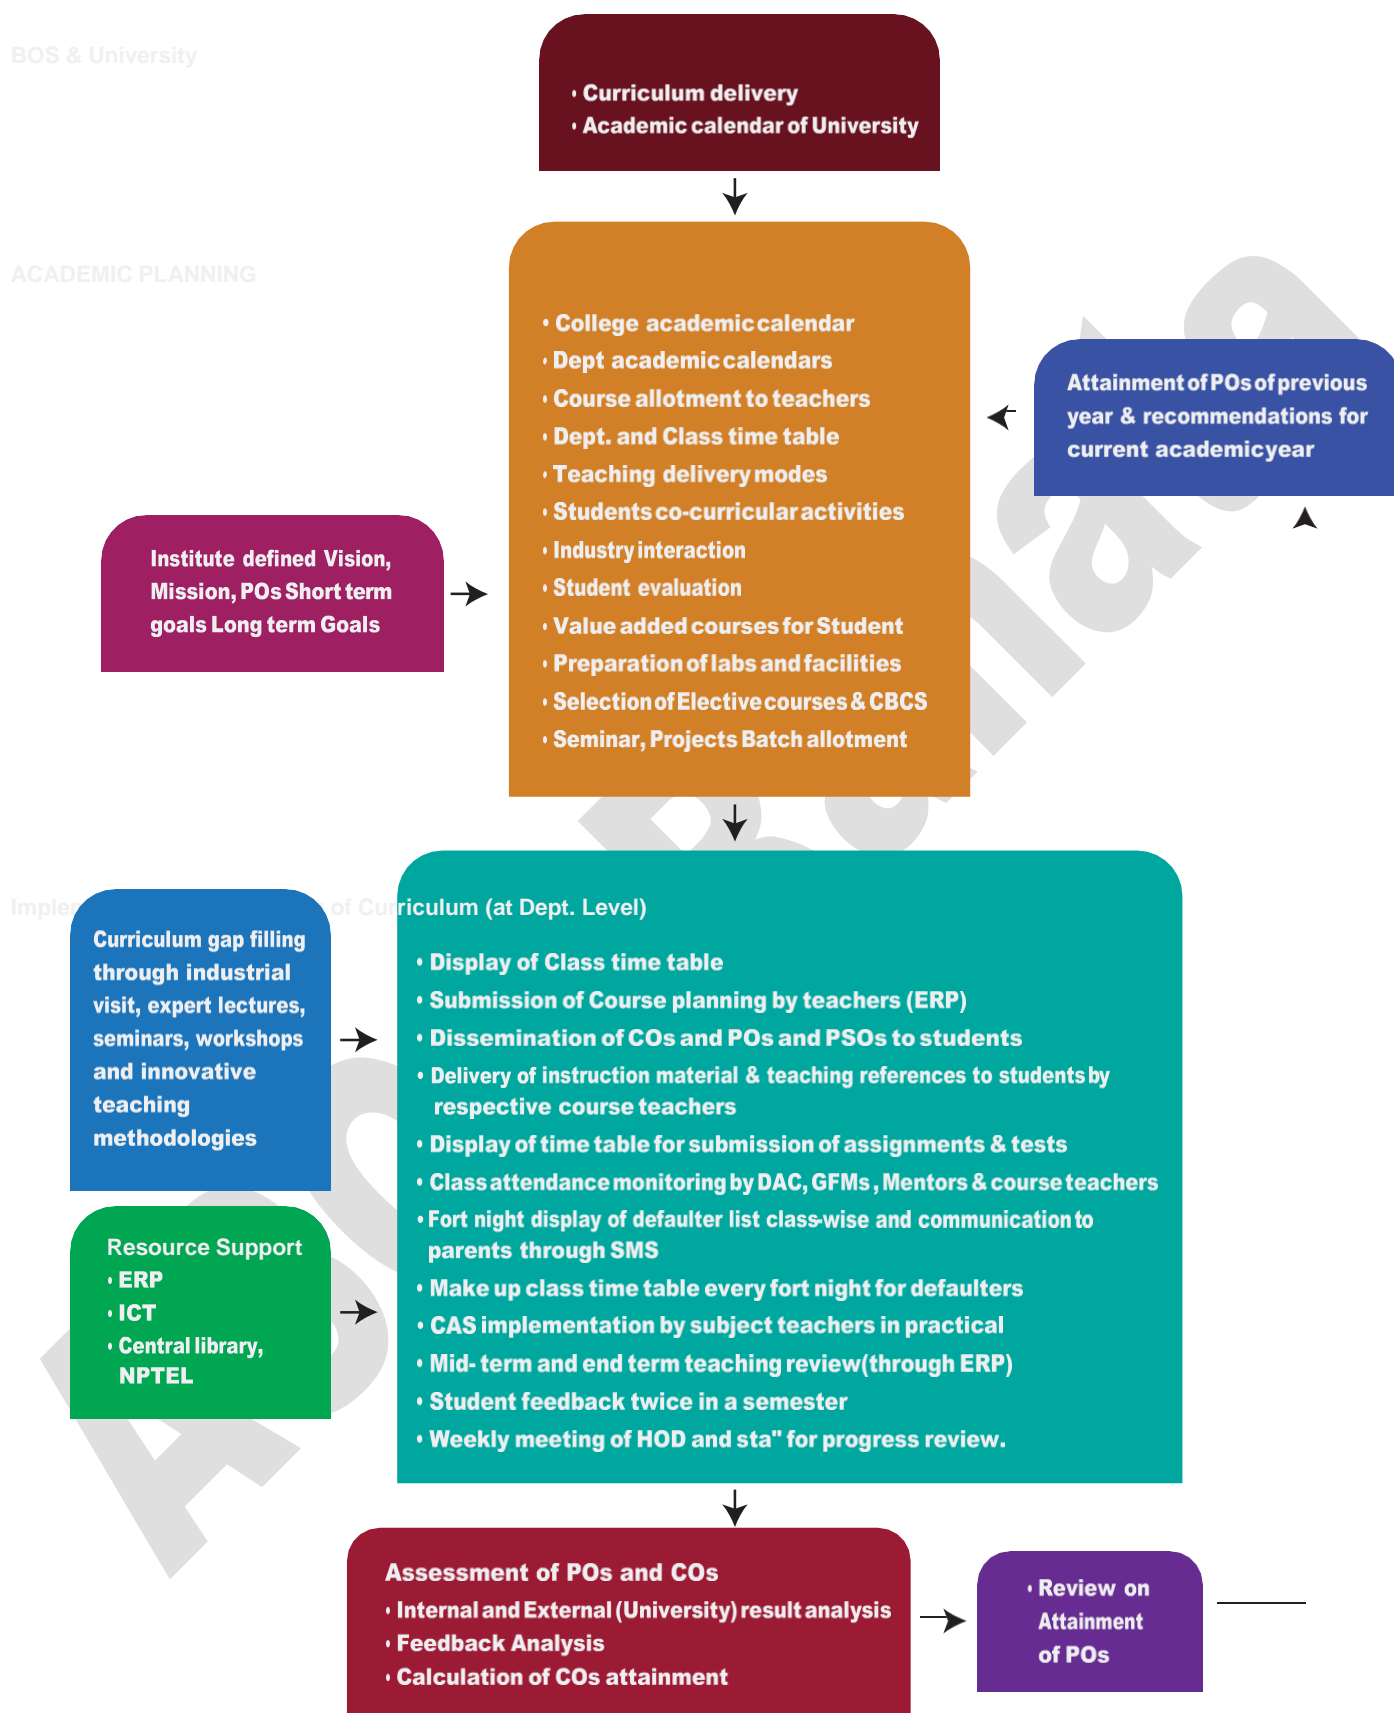 BOS & University
• Curriculum delivery
• Academic calendar of University
ACADEMIC PLANNING
• College academic calendar
• Dept academic calendars
• Course allotment to teachers
• Dept. and Class time table
• Teaching delivery modes
• Students co-curricular activities
• Industry interaction
• Student evaluation
• Value added courses for Student
• Preparation of labs and facilities
• Selection of Elective courses & CBCS
• Seminar, Projects Batch allotment
Attainment of POs of previous
year & recommendations for
current academic year
Institute defined Vision,
Mission, POs Short term
goals Long term Goals
of Curriculum (at Dept. Level)
Curriculum gap filling
through industrial
visit, expert lectures,
seminars, workshops
and innovative
teaching
methodologies
Resource Support
• ERP
• ICT
• Central library,
NPTEL
• Display of Class time table
• Submission of Course planning by teachers (ERP)
• Dissemination of COs and POs and PSOs to students
• Delivery of instruction material & teaching references to students by
respective course teachers
• Display of time table for submission of assignments & tests
• Class attendance monitoring by DAC, GFMs , Mentors & course teachers
• Fort night display of defaulter list class-wise and communication to
parents through SMS
• Make up class time table every fort night for defaulters
• CAS implementation by subject teachers in practical
• Mid- term and end term teaching review(through ERP)
• Student feedback twice in a semester
• Weekly meeting of HOD and sta" for progress review.
Assessment of POs and COs
• Internal and External (University) result analysis
• Feedback Analysis
• Calculation of COs attainment
• Review on
Attainment
of POs